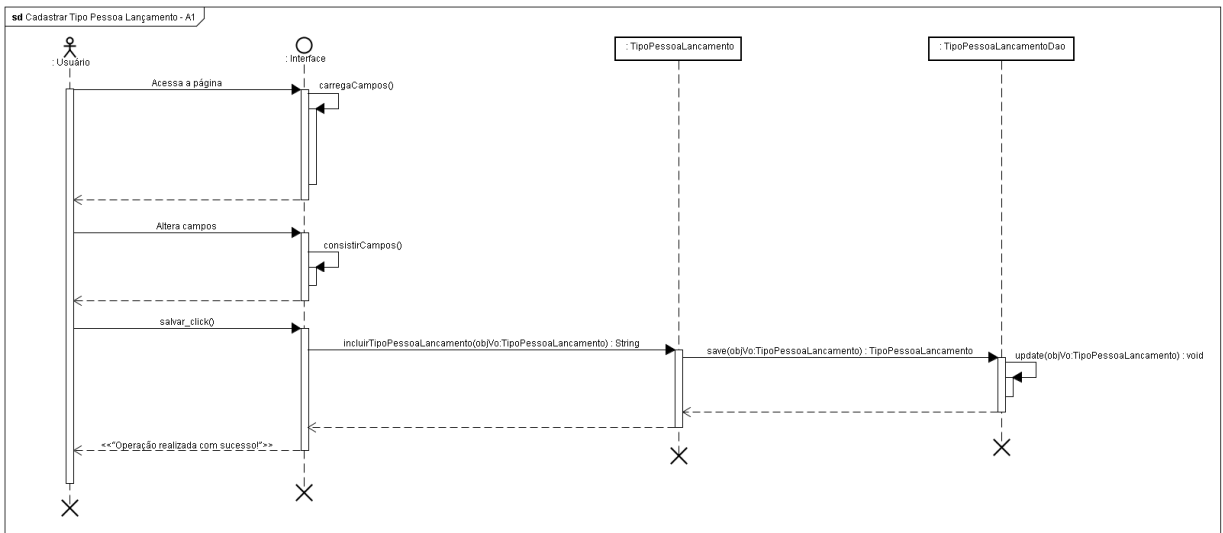 sd Cadastrar Tipo Pessoa Lançamento - A1
: Usuário
: Interface
: TipoPessoaLancamento
: TipoPessoaLancamentoDao
Acessa a página
carregaCampos()
Altera campos
consistirCampos()
salvar_click()
incluirTipoPessoaLancamento(objVo:TipoPessoaLancamento) : String
save(objVo:TipoPessoaLancamento) : TipoPessoaLancamento
update(objVo:TipoPessoaLancamento) : void
<<"Operação realizada com sucesso!">>